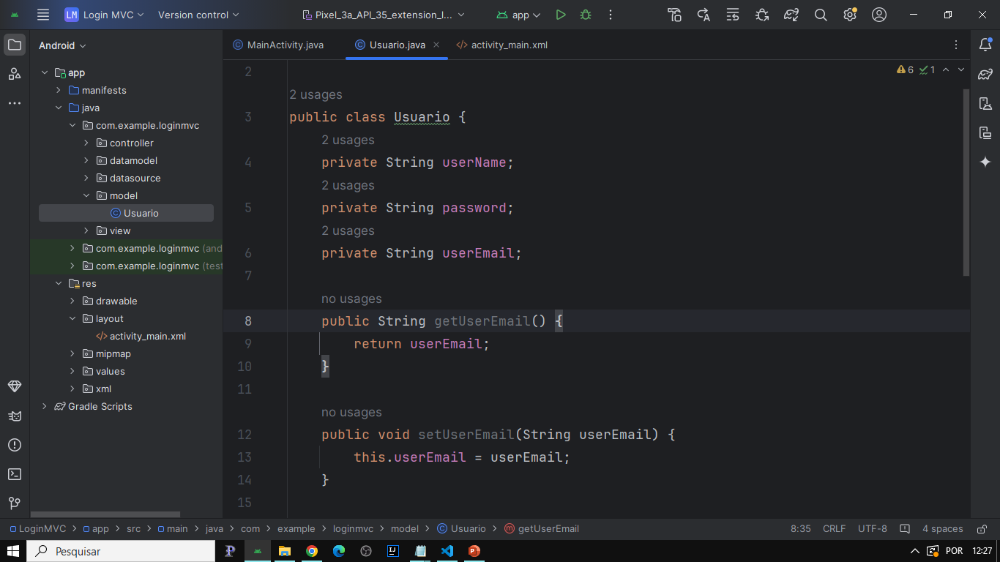 LM Login MVC Version control Pixel_3a_API_35_extension_l... app
Android
app
manifests
java
com.example.loginmvc
controller
datamodel
datasource
model
Usuario
view
com.example.loginmvc (and
com.example.loginmvc (test
res
drawable
layout
activity_main.xml
mipmap
values
xml
Gradle Scripts
MainActivity.java Usuario.java activity_main.xml
6 1
2
2 usages
3 public class Usuario {
2 usages
4 private String userName;
2 usages
5 private String password;
2 usages
6 private String userEmail;
7
no usages
8 public String getUserEmail() {
9 return userEmail;
10 }
11
no usages
12 public void setUserEmail(String userEmail) {
13 this.userEmail = userEmail;
14 }
15
LoginMVC > app > src > main > java > com > example > loginmvc > model > Usuario > getUserEmail 8:35 CRLF UTF-8 4 spaces
Pesquisar POR 12:27